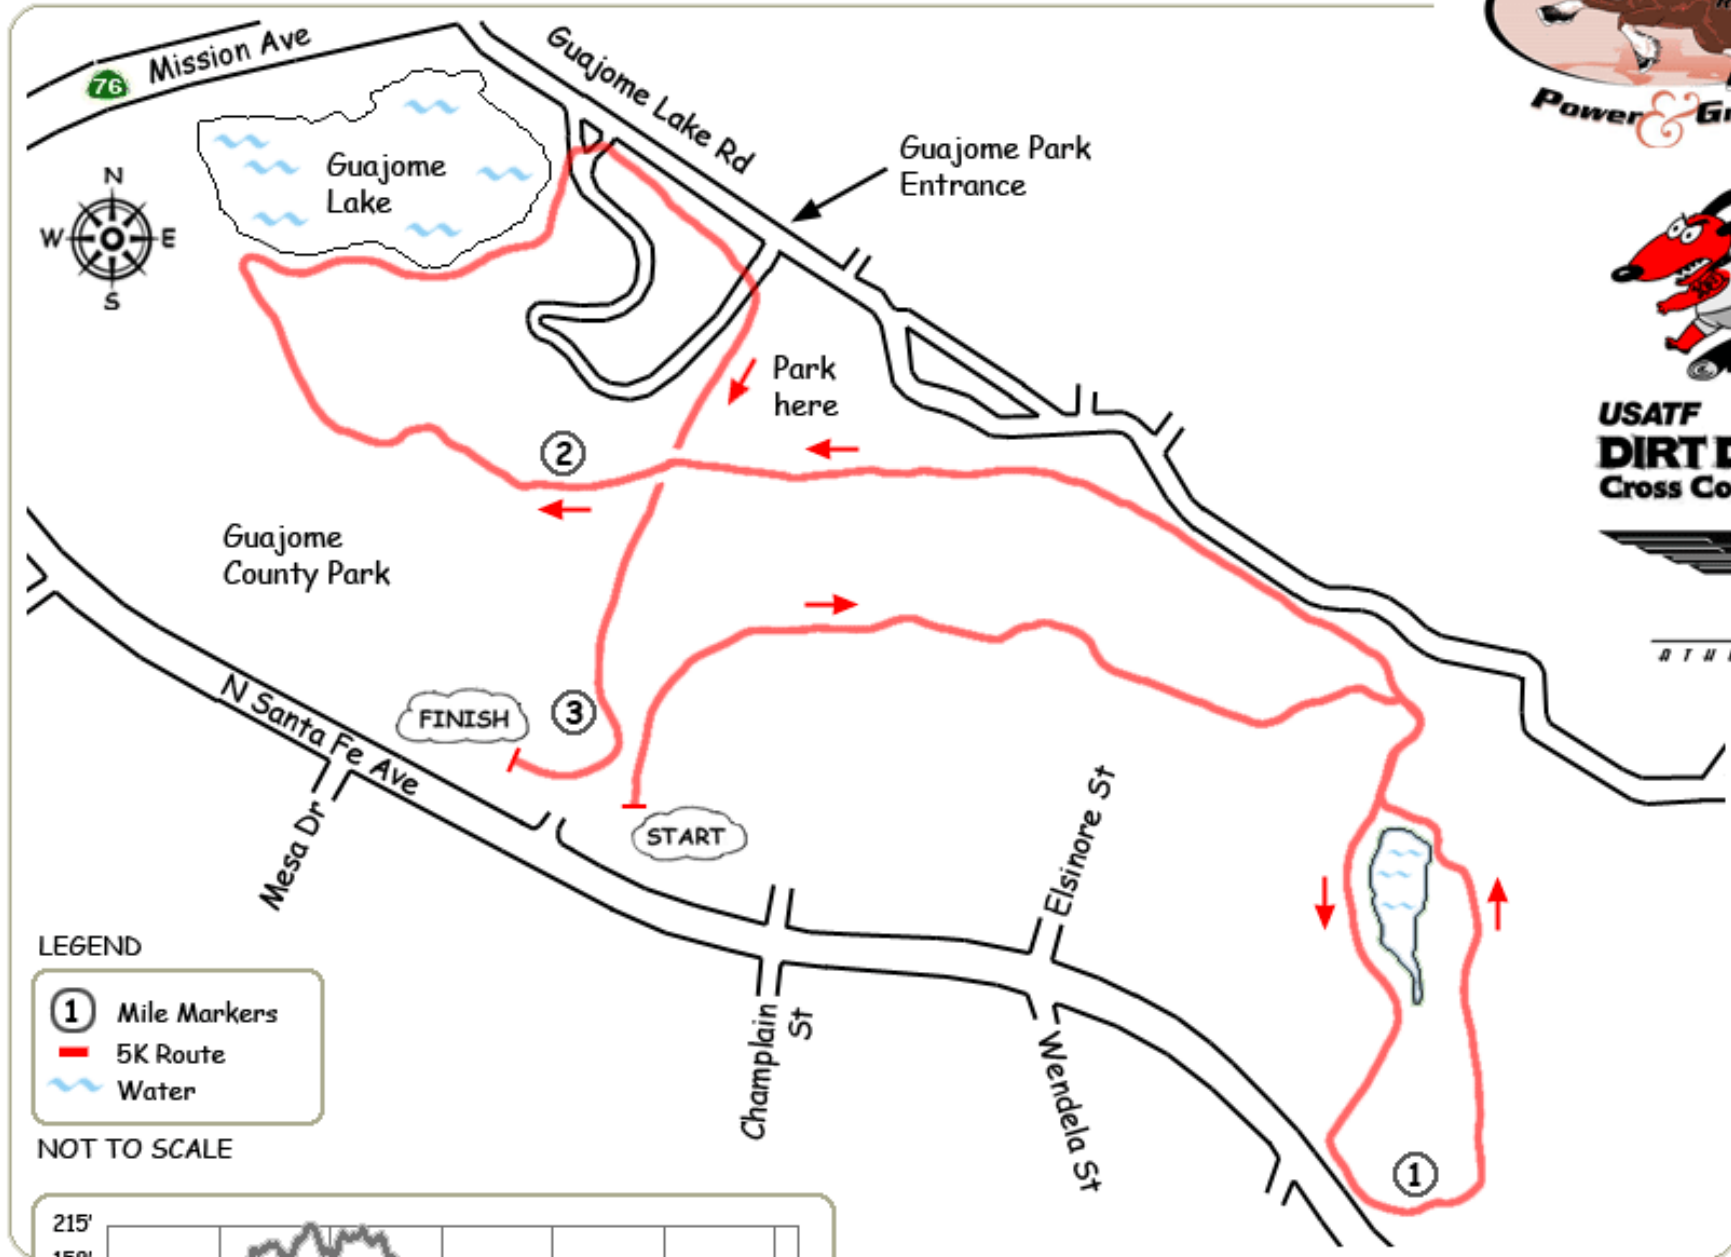 76
Mission Ave
Guajome Lake Rd
Guajome
Lake
Guajome Park
Entrance
N
W
E
S
Power &
Park
here
2
USATF
DIRT
Cross
Guajome
County Park
N Santa Fe Ave
FINISH
3
START
Mesa Dr
Elsinore St
Champlain
St
Wendela St
1
LEGEND
1 Mile Markers
5K Route
Water
NOT TO SCALE
215'